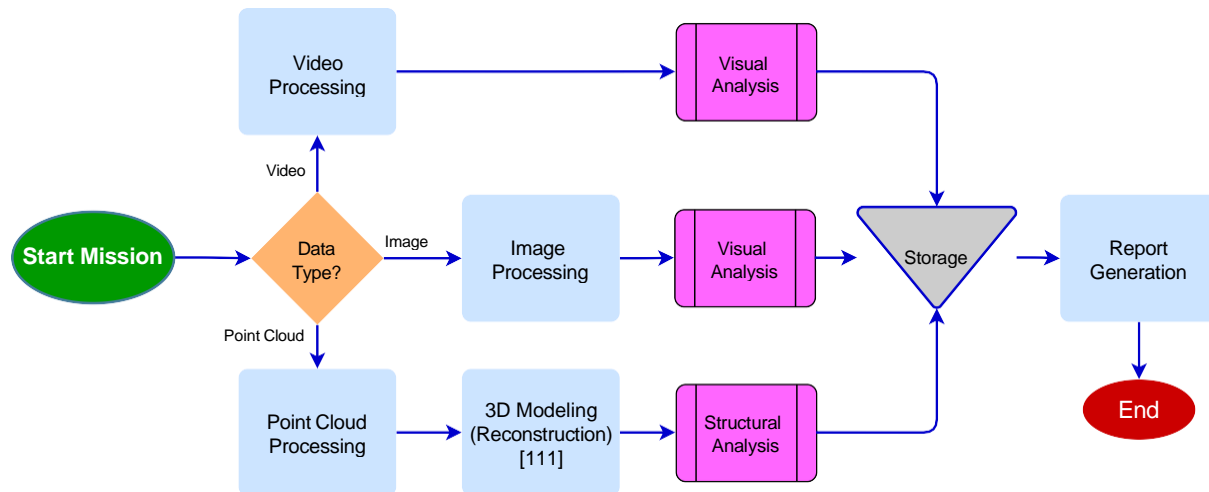 Video
Processing
Visual
Analysis
Video
Start Mission
Data
Type?
Image
Image
Processing
Visual
Analysis
Storage
Report
Generation
Point Cloud
Point Cloud
Processing
3D Modeling
(Reconstruction)
[111]
Structural
Analysis
End